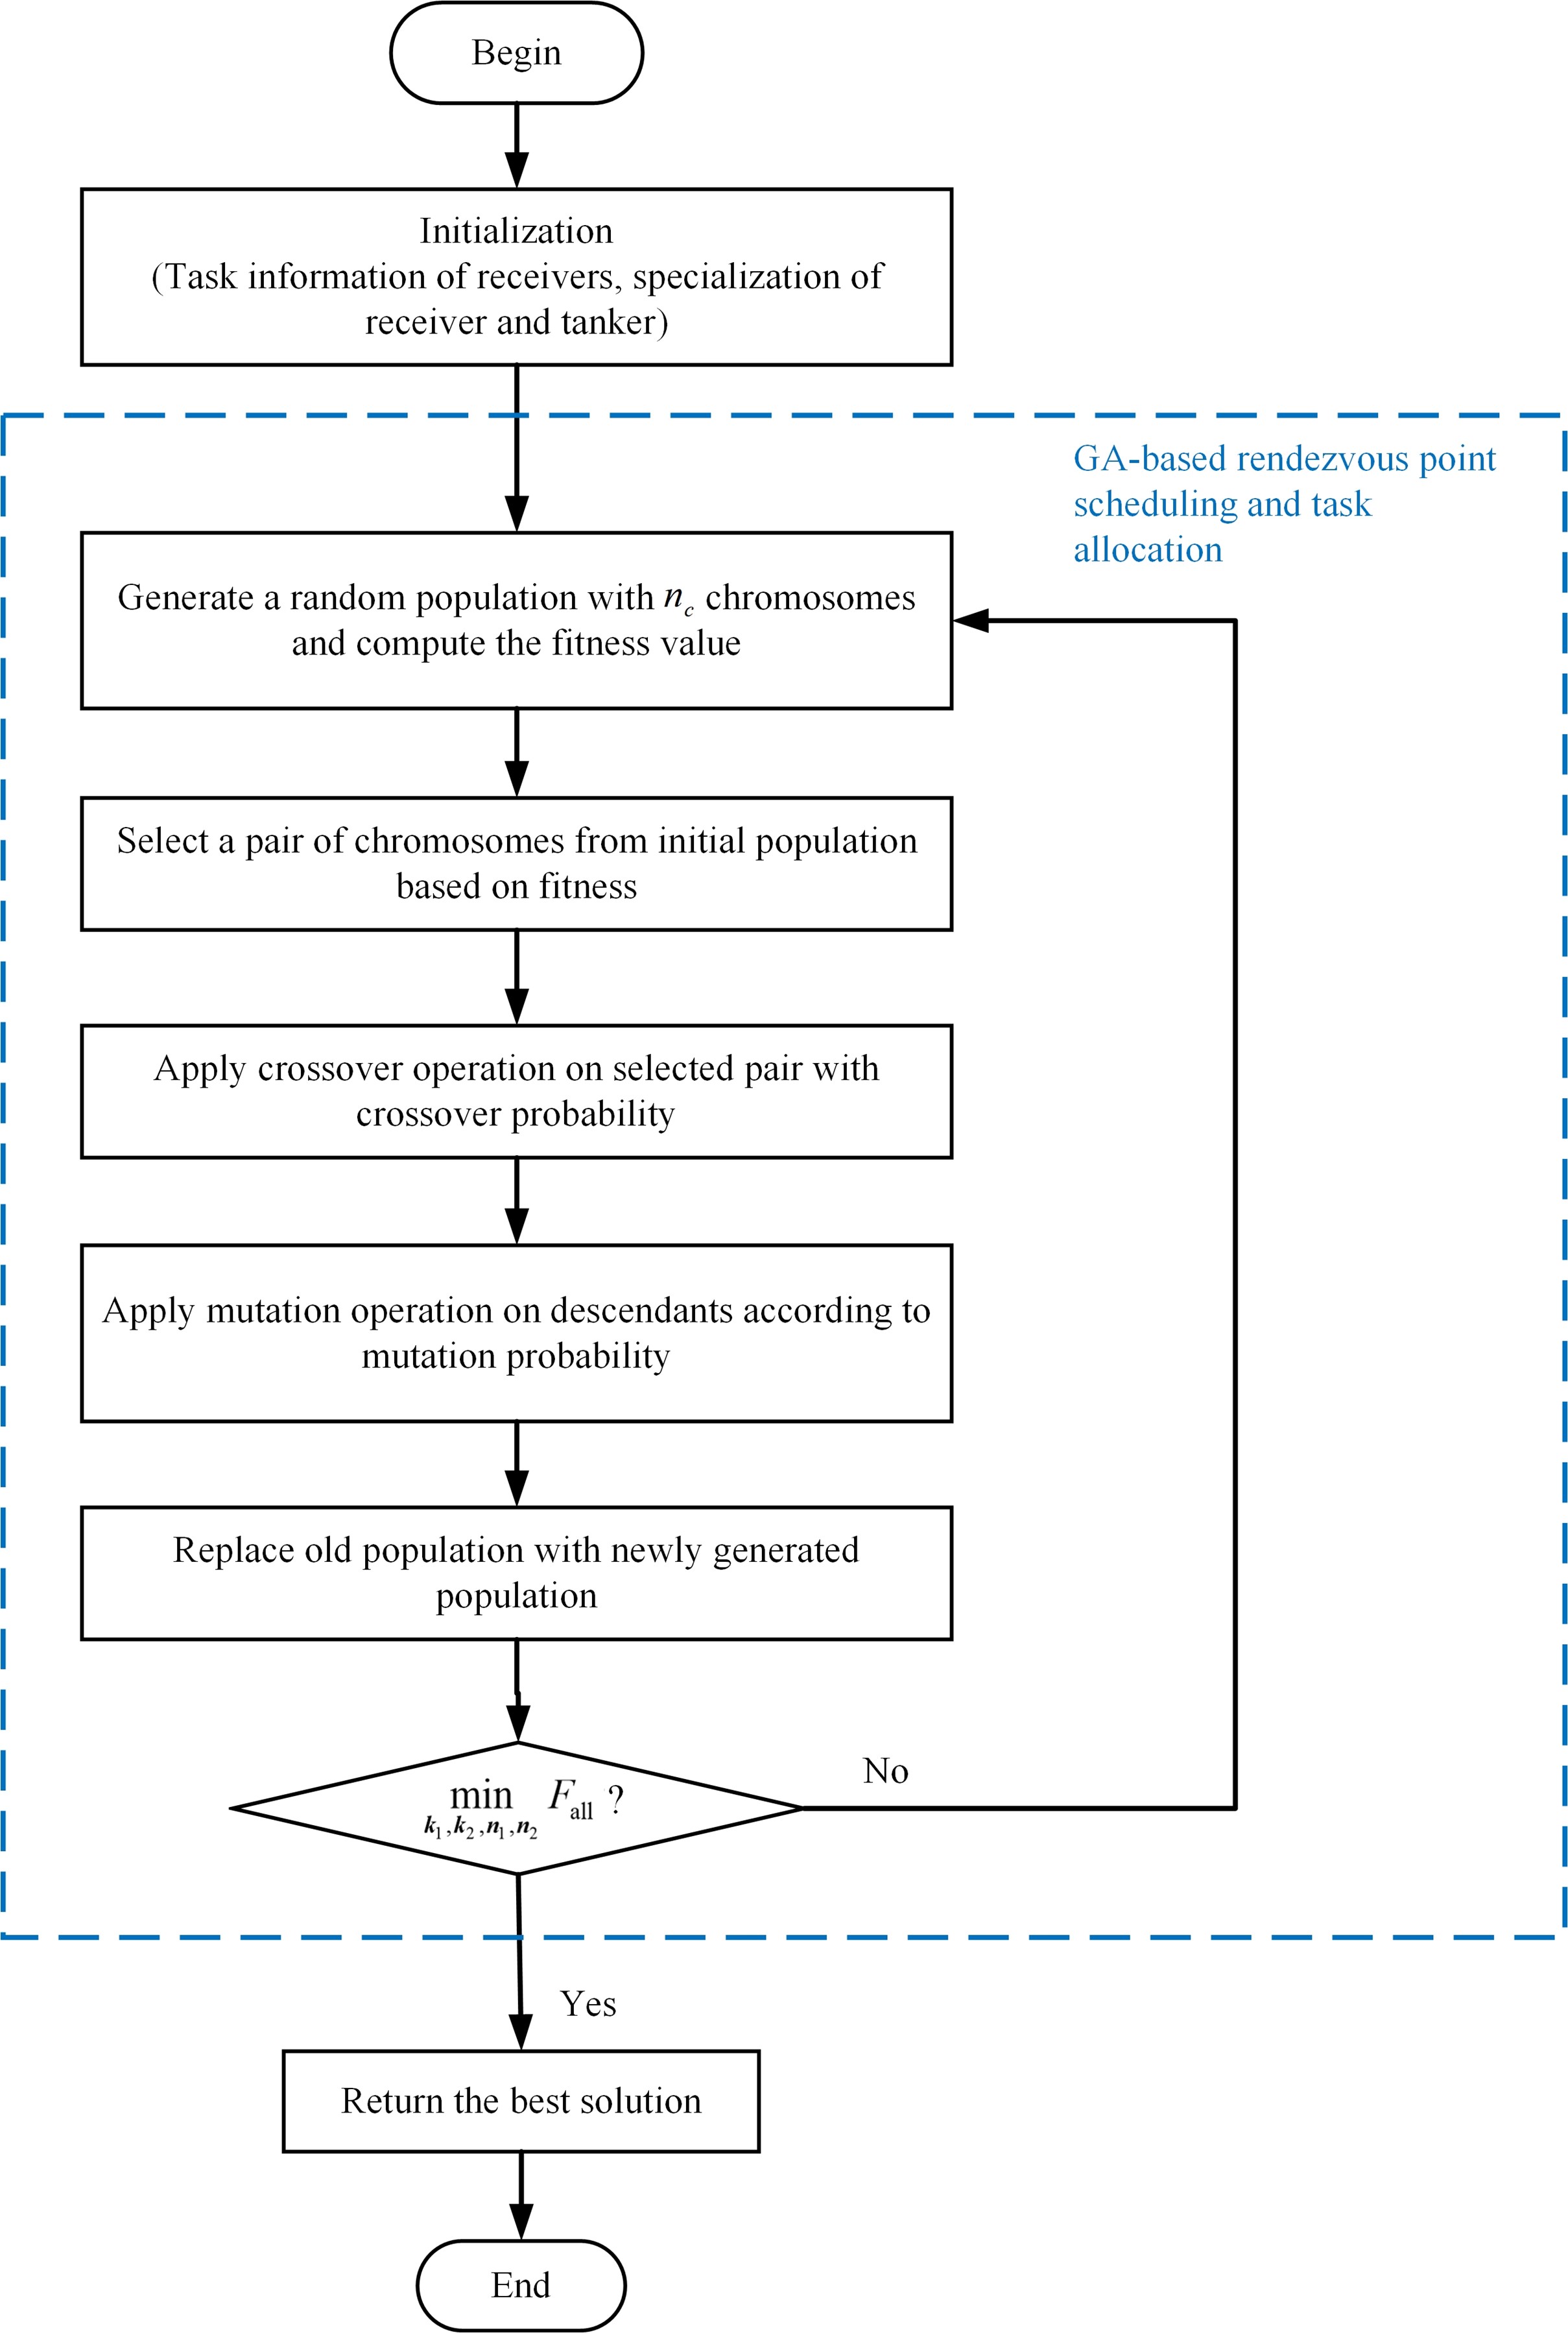 Begin
Initialization
(Task information of receivers, specialization of
receiver and tanker)
GA-based rendezvous point
scheduling and task
allocation
Generate a random population with n_c chromosomes
and compute the fitness value
Select a pair of chromosomes from initial population
based on fitness
Apply crossover operation on selected pair with
crossover probability
Apply mutation operation on descendants according to
mutation probability
Replace old population with newly generated
population
No
min F_all ?
k_1,k_2,n_1,n_2
Yes
Return the best solution
End